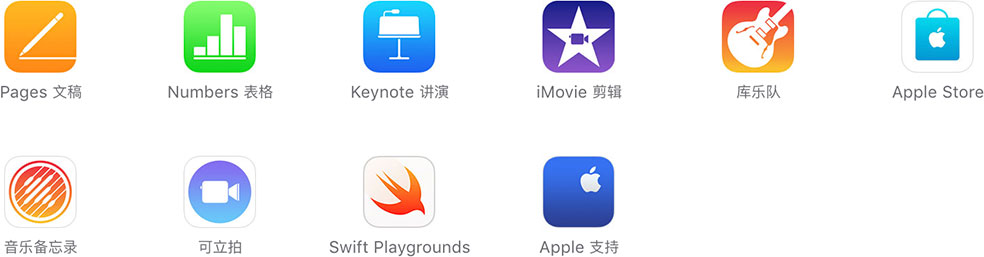 Pages 文稿
Numbers 表格
Keynote 讲演
iMovie 剪辑
库乐队
Apple Store
音乐备忘录
可立拍
Swift Playgrounds
Apple 支持